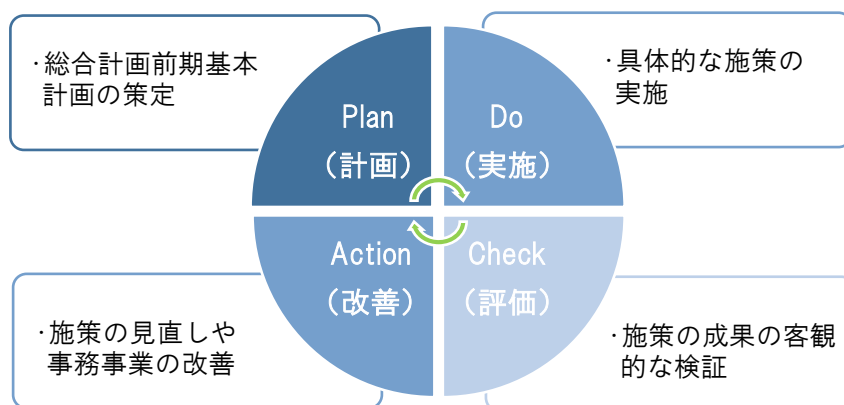 ・総合計画前期基本
計画の策定
Plan
（計画）
Do
（実施）
・具体的な施策の
実施
Action
（改善）
Check
（評価）
・施策の見直しや
事務事業の改善
・施策の成果の客観
的な検証